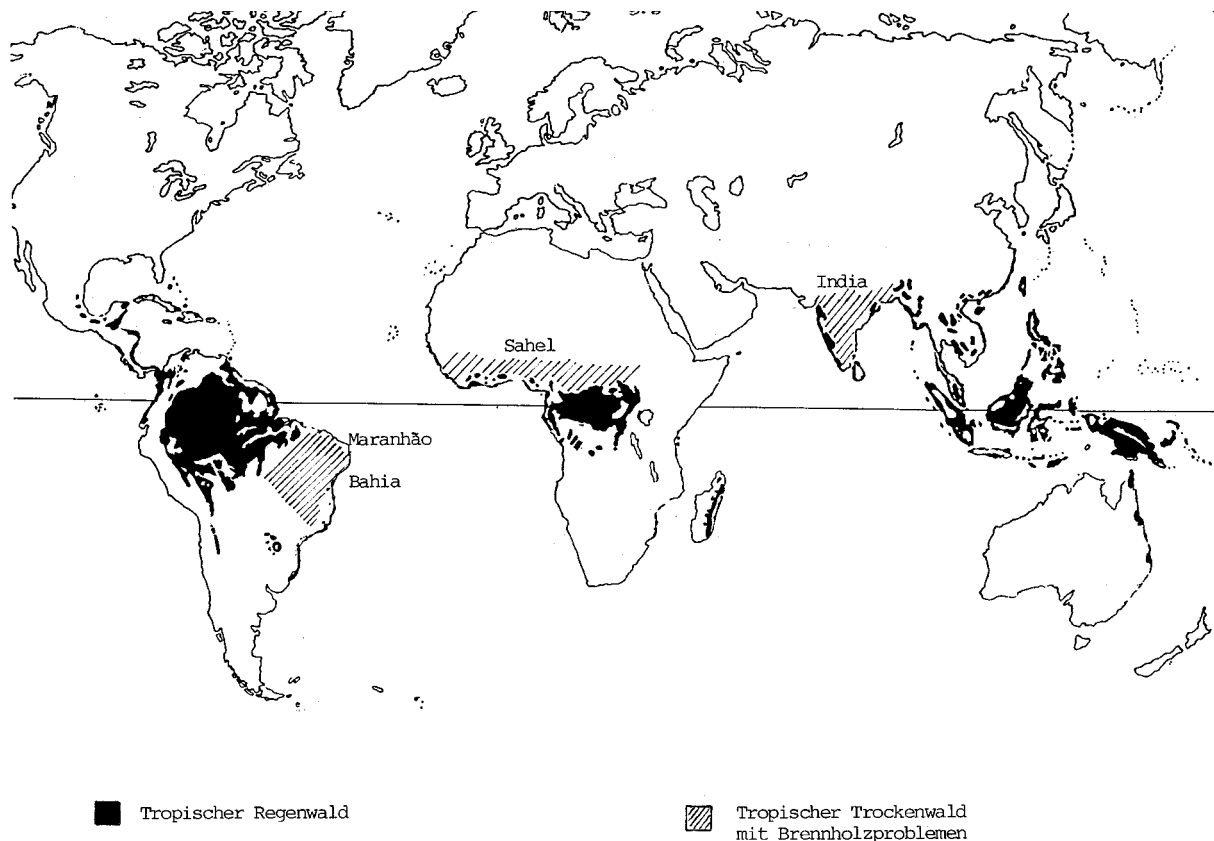 India
Sahel
Maranhão
Bahia
Tropischer Regenwald
Tropischer Trockenwald
mit Brennholzproblemen